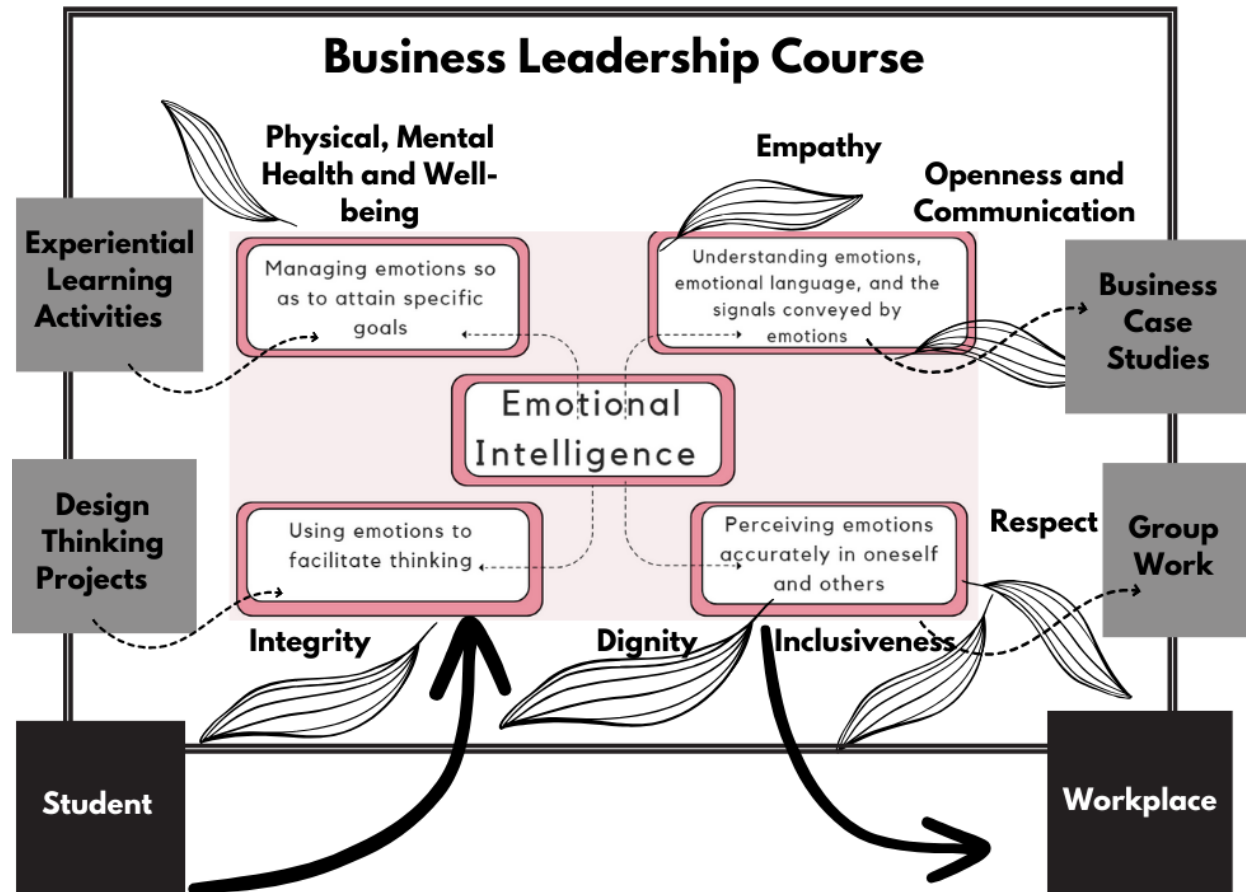 Business Leadership Course
Physical, Mental
Health and Well-
being
Empathy
Openness and
Communication
Experiential
Learning
Activities
Managing emotions so
as to attain specific
goals
Understanding emotions,
emotional language, and the
signals conveyed by
emotions
Business
Case
Studies
Emotional
Intelligence
Design
Thinking
Projects
Using emotions to
facilitate thinking
Perceiving emotions
accurately in oneself
and others
Respect
Group
Work
Integrity
Dignity
Inclusiveness
Student
Workplace